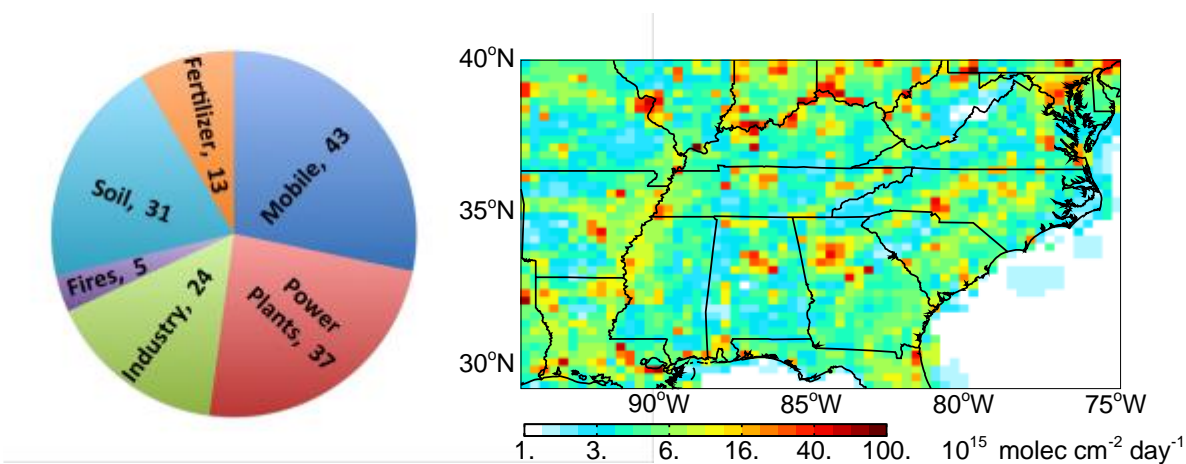 Fertilizer, 13
Mobile, 43
Soil, 31
Fires, 5
Industry, 24
Power
Plants, 37
40°N
35°N
30°N
90°W 85°W 80°W 75°W
1. 3. 6. 16. 40. 100. 10¹⁵ molec cm⁻² day⁻¹